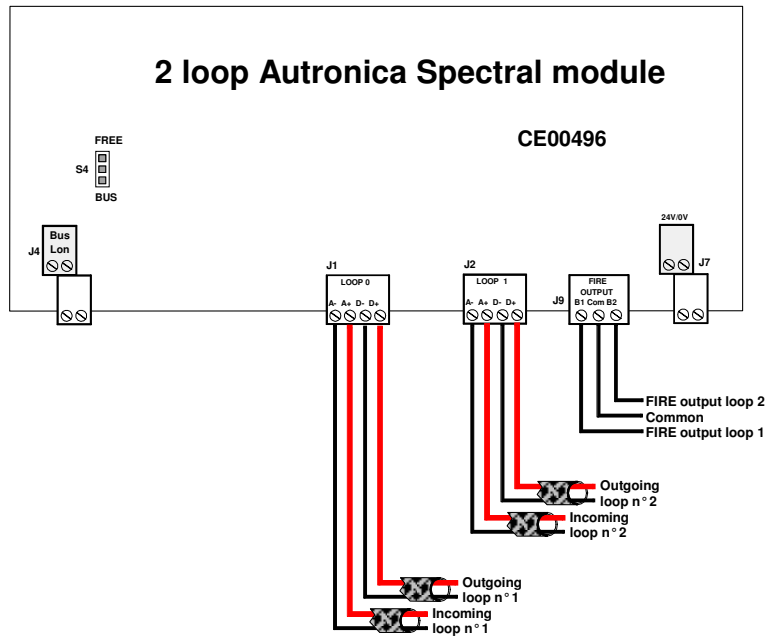 2 loop Autronica Spectral module
CE00496
FREE
S4
BUS
Bus
Lon
J4
J1
LOOP 0
A- A+ D- D+
J2
LOOP 1
A- A+ D- D+
J9
FIRE
OUTPUT
B1 Com B2
24V/0V
J7
FIRE output loop 2
Common
FIRE output loop 1
Outgoing
loop n°2
Incoming
loop n°2
Outgoing
loop n°1
Incoming
loop n°1